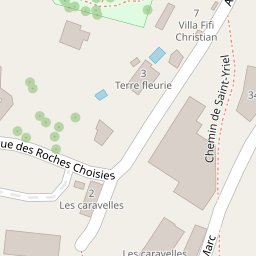 7
Villa Fifi
Christian
3
Terre fleurie
Chemin de Saint-Yriel
34
ue des Roches Choisies
2
Les caravelles
Marc
Les caravelles